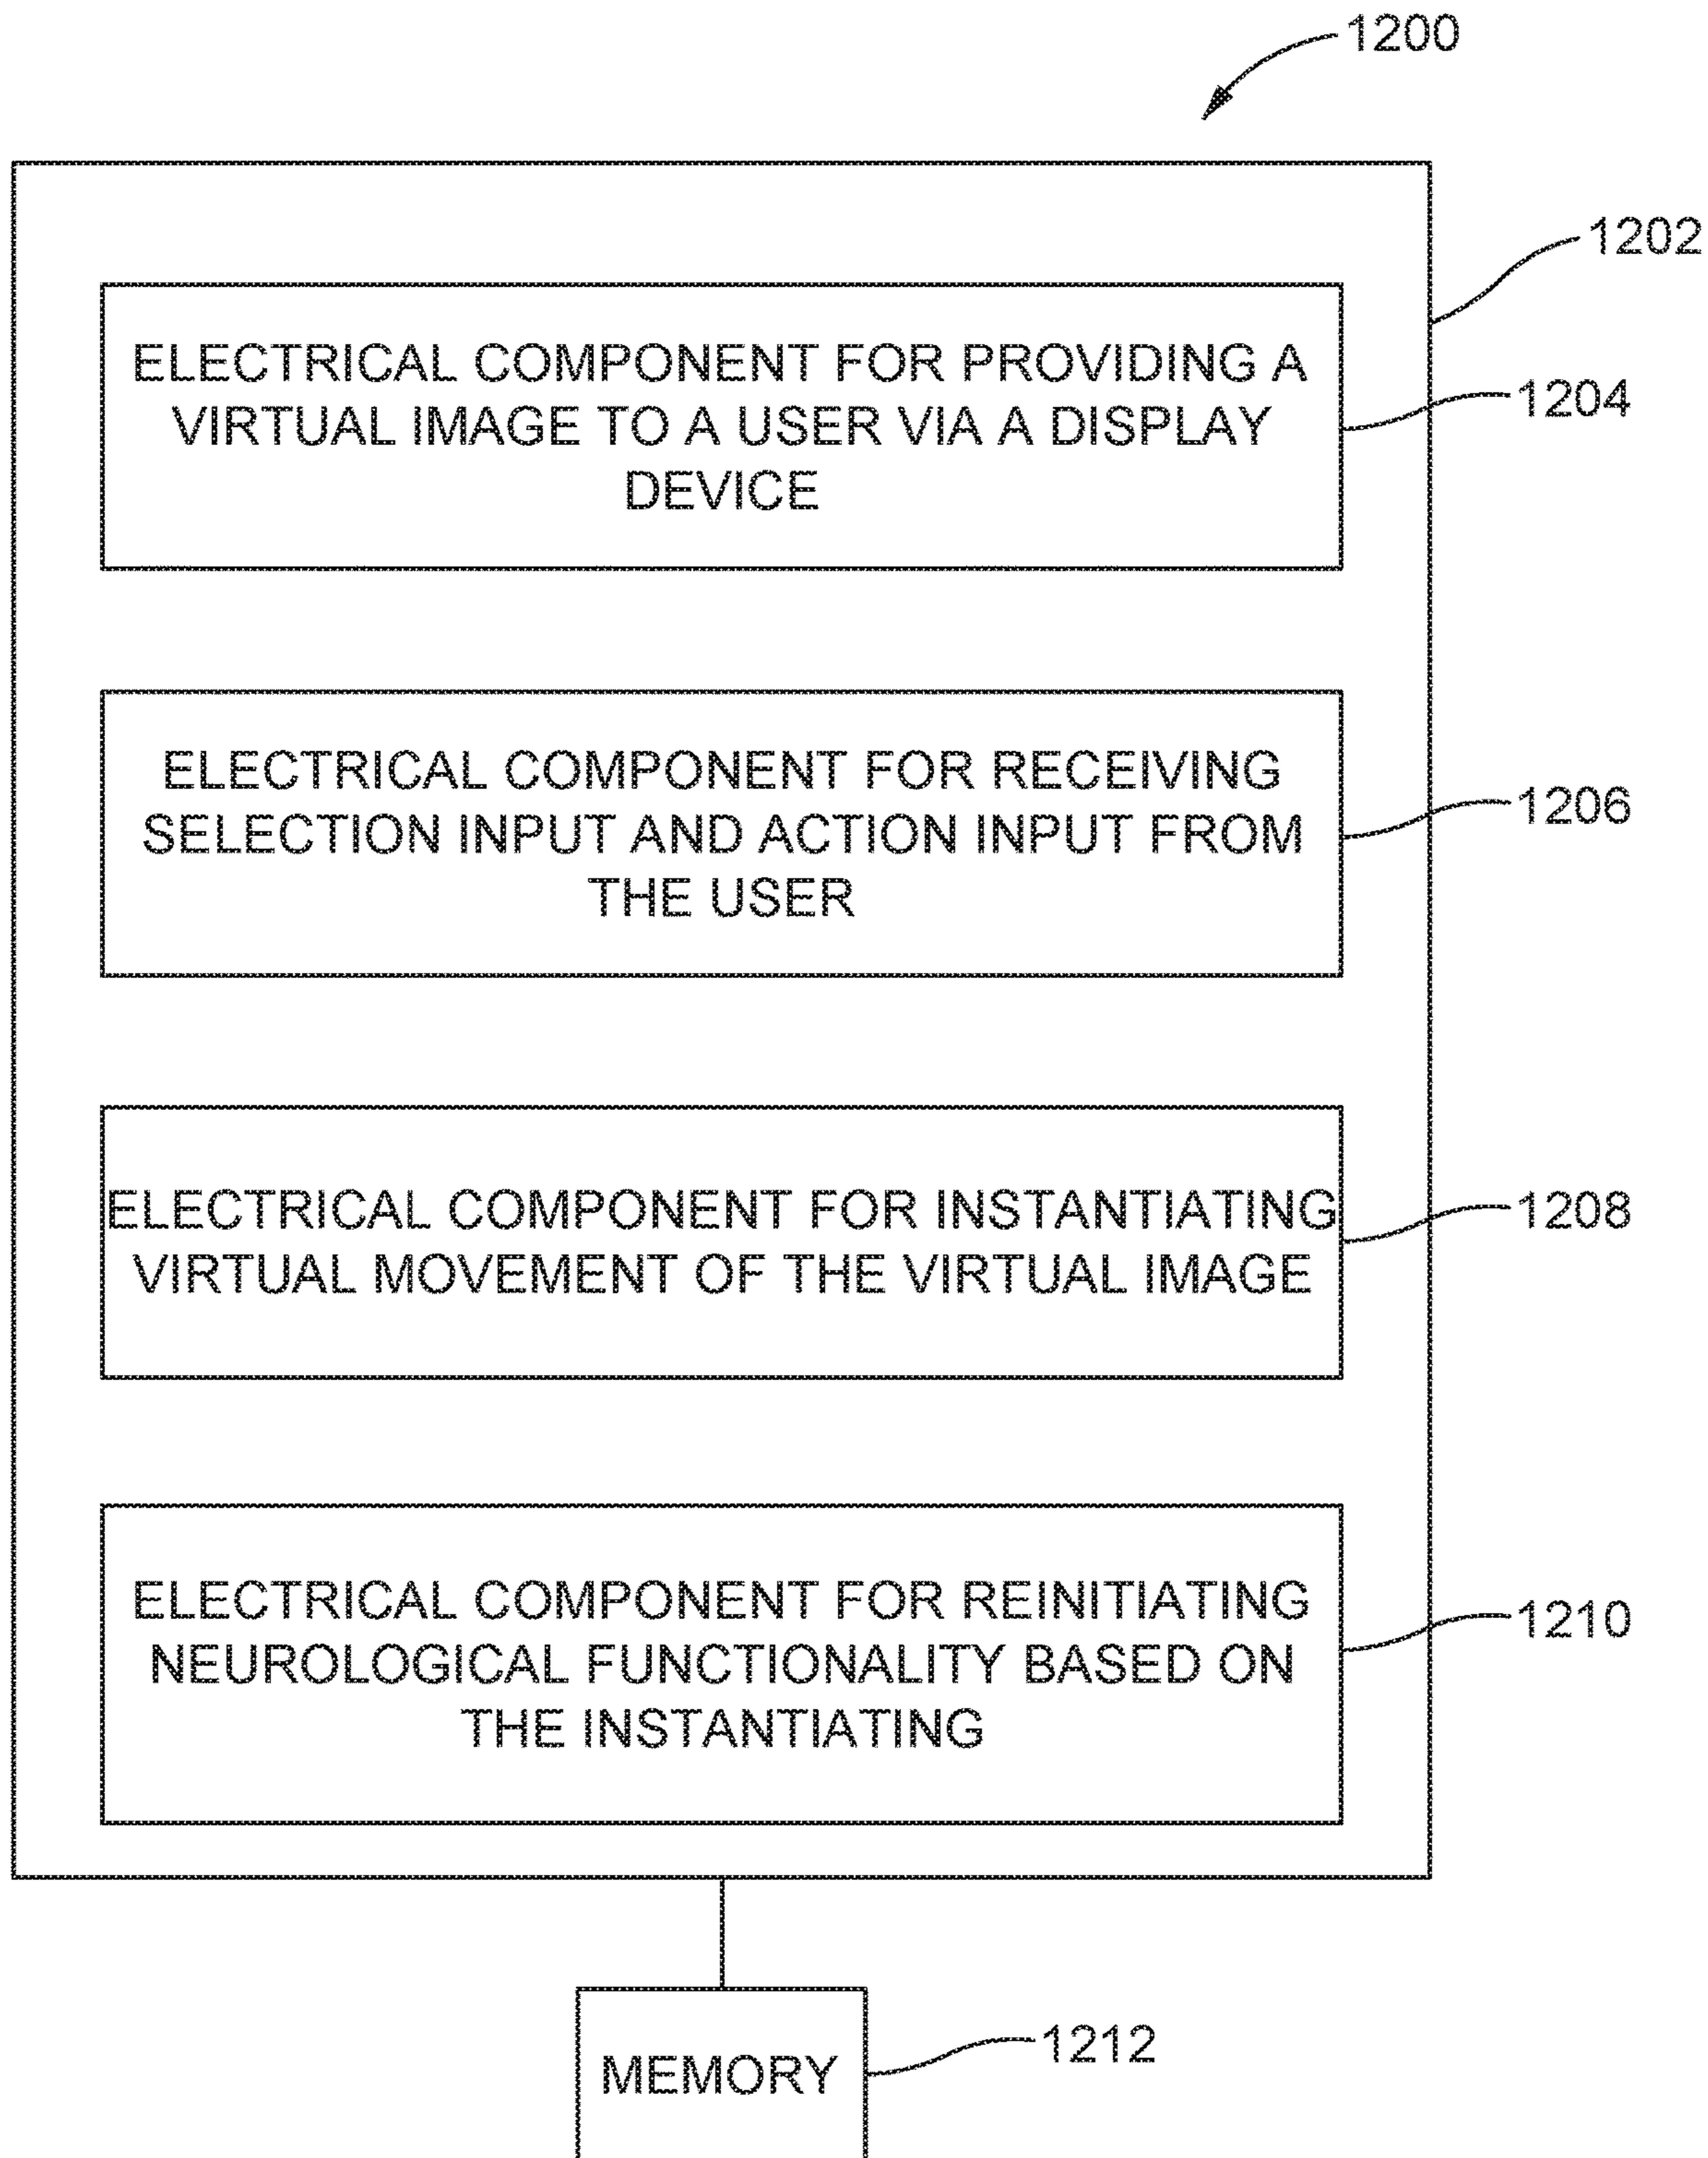 1200
1202
ELECTRICAL COMPONENT FOR PROVIDING A
VIRTUAL IMAGE TO A USER VIA A DISPLAY
DEVICE
1204
ELECTRICAL COMPONENT FOR RECEIVING
SELECTION INPUT AND ACTION INPUT FROM
THE USER
1206
ELECTRICAL COMPONENT FOR INSTANTIATING
VIRTUAL MOVEMENT OF THE VIRTUAL IMAGE
1208
ELECTRICAL COMPONENT FOR REINITIATING
NEUROLOGICAL FUNCTIONALITY BASED ON
THE INSTANTIATING
1210
MEMORY
1212